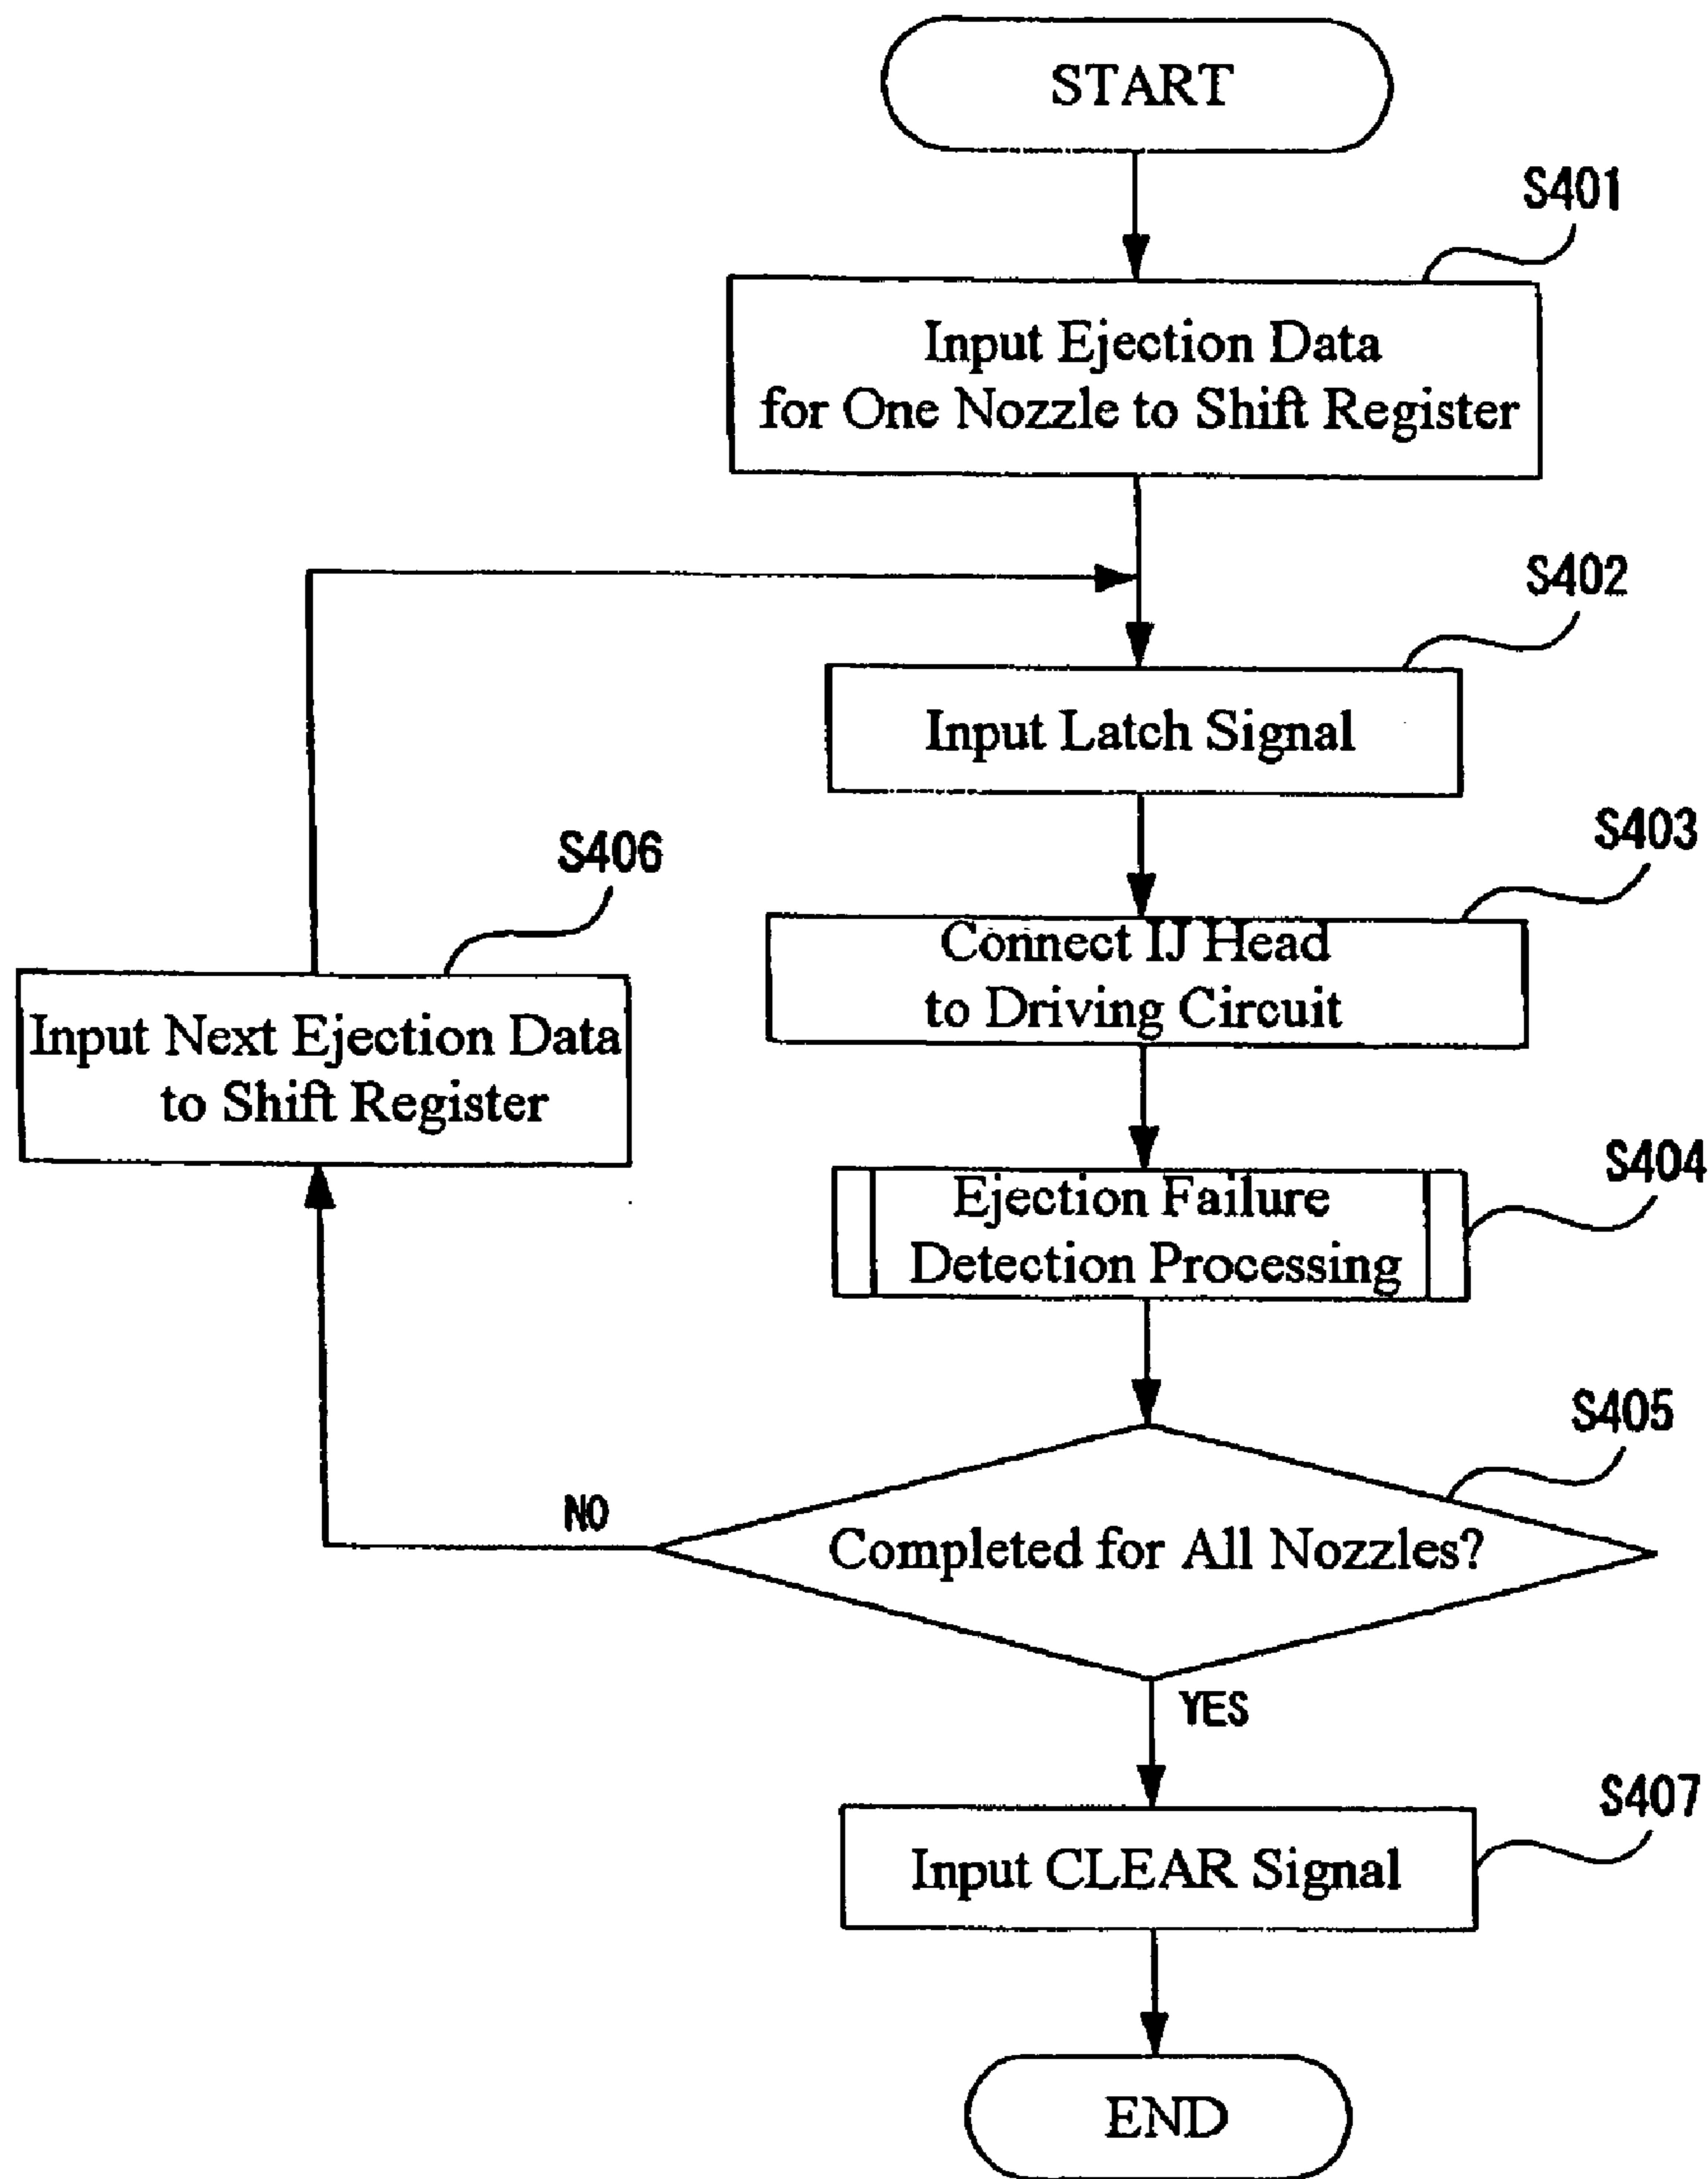 START
S401
Input Ejection Data
for One Nozzle to Shift Register
S402
Input Latch Signal
S403
Connect IJ Head
to Driving Circuit
S406
Input Next Ejection Data
to Shift Register
S404
Ejection Failure
Detection Processing
S405
Completed for All Nozzles?
NO
YES
S407
Input CLEAR Signal
END